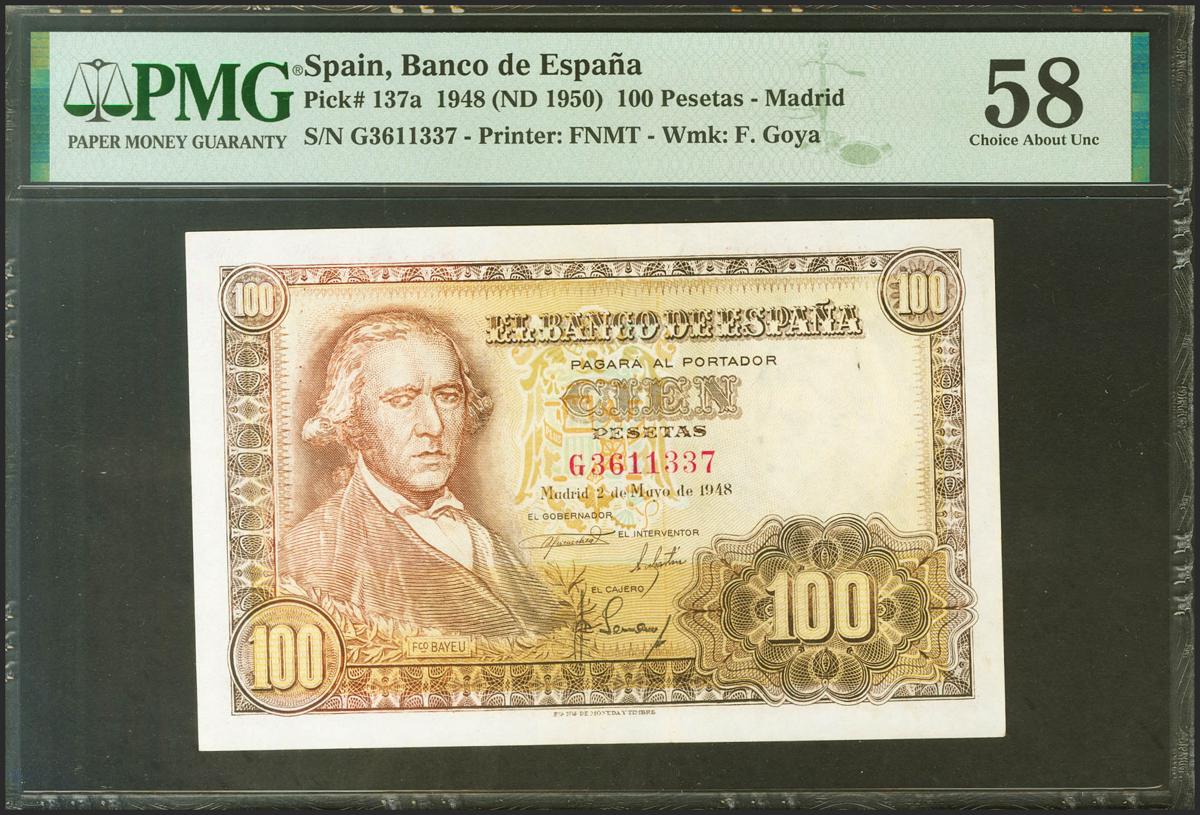 PMG®
PAPER MONEY GUARANTY
Spain, Banco de España
Pick# 137a 1948 (ND 1950) 100 Pesetas - Madrid
S/N G3611337 - Printer: FNMT - Wmk: F. Goya
58
Choice About Unc
100
100
EL BANCO DE ESPAÑA
PAGARÁ AL PORTADOR
CIEN
PESETAS
G3611337
Madrid 2 de Mayo de 1948
EL GOBERNADOR
EL INTERVENTOR
EL CAJERO
100
FCO BAYEU
100